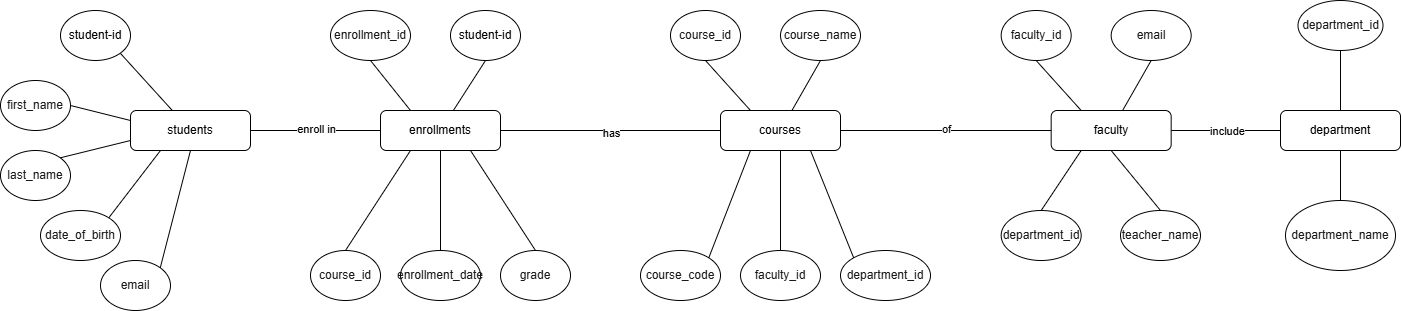 department_id
student-id
enrollment_id
student-id
course_id
course_name
faculty_id
email
first_name
students
enroll in
enrollments
has
courses
of
faculty
include
department
last_name
date_of_birth
department_id
teacher_name
department_name
email
course_id
enrollment_date
grade
course_code
faculty_id
department_id